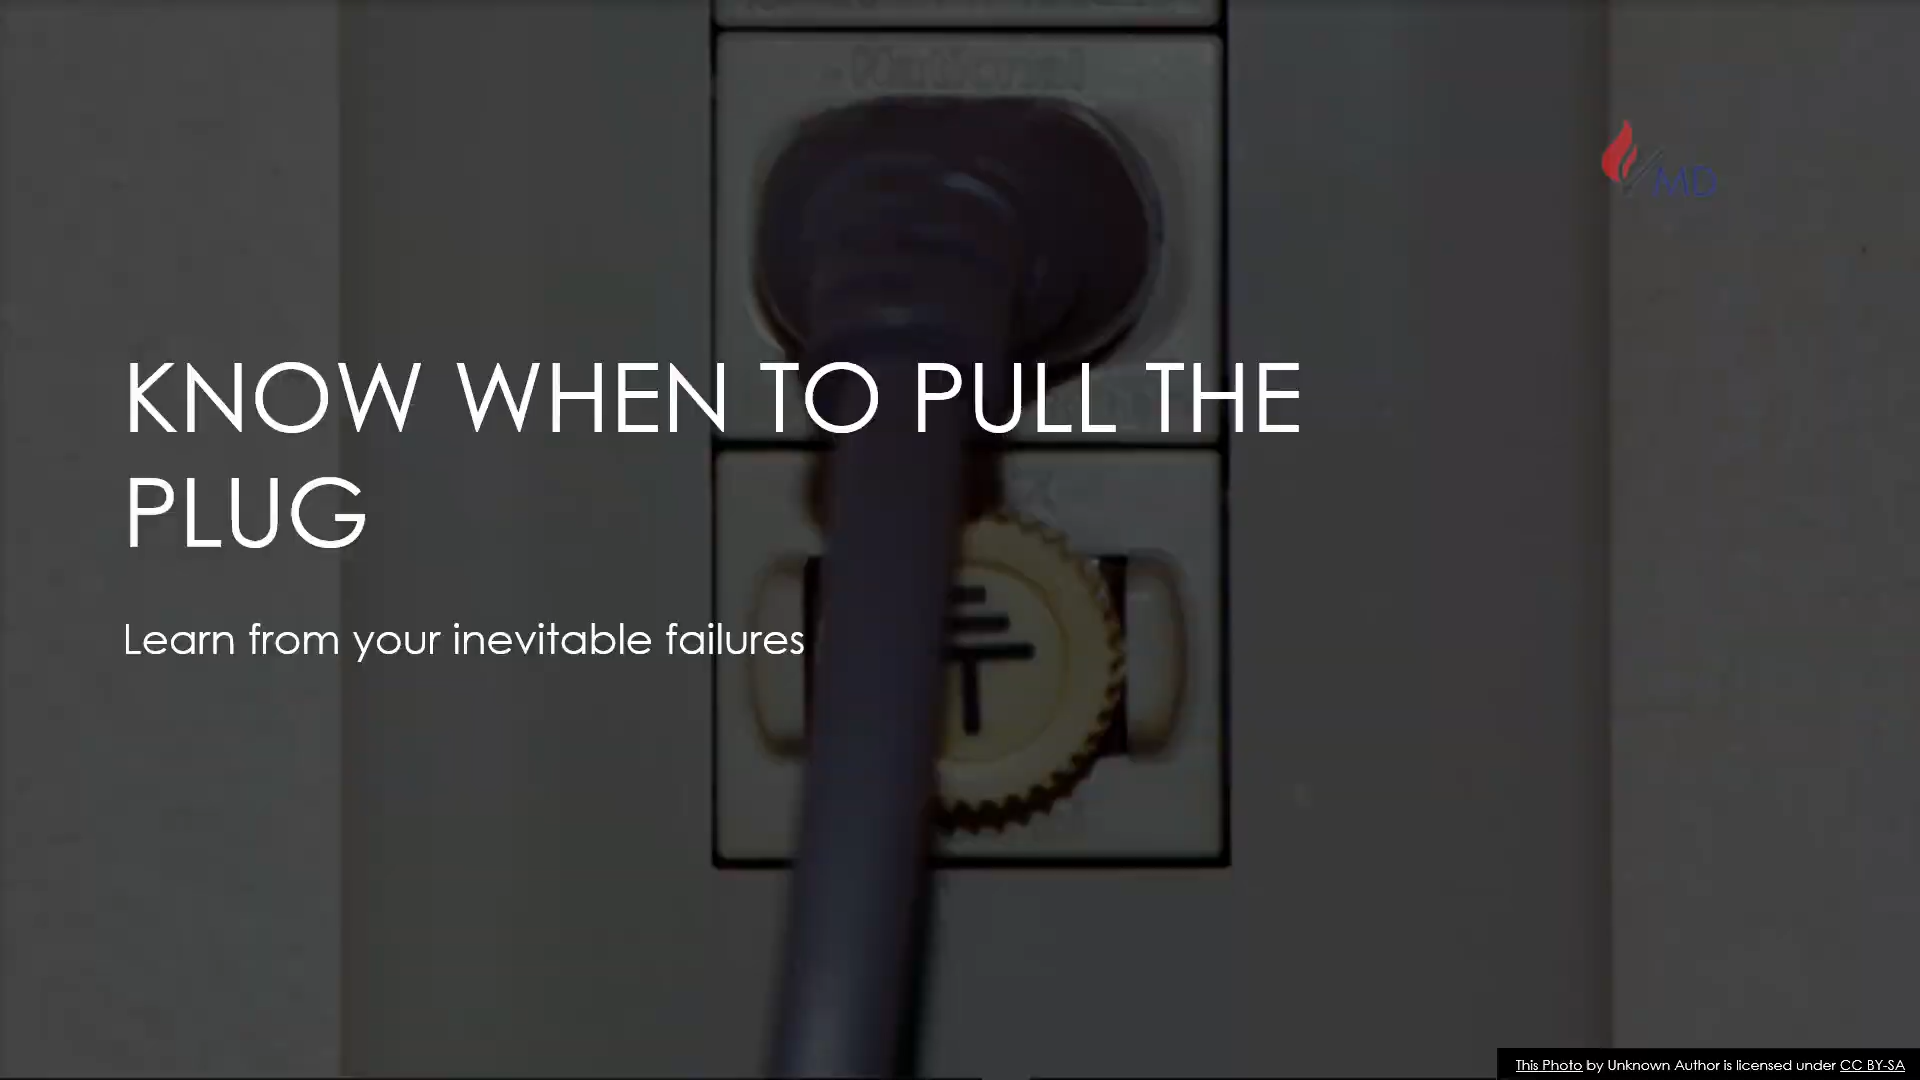 MD
KNOW WHEN TO PULL THE
PLUG
Learn from your inevitable failures
This Photo by Unknown Author is licensed under CC BY-SA